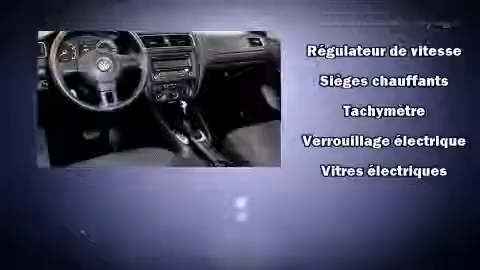 Régulateur de vitesse
Sièges chauffants
Tachymètre
Verrouillage électrique
Vitres électriques